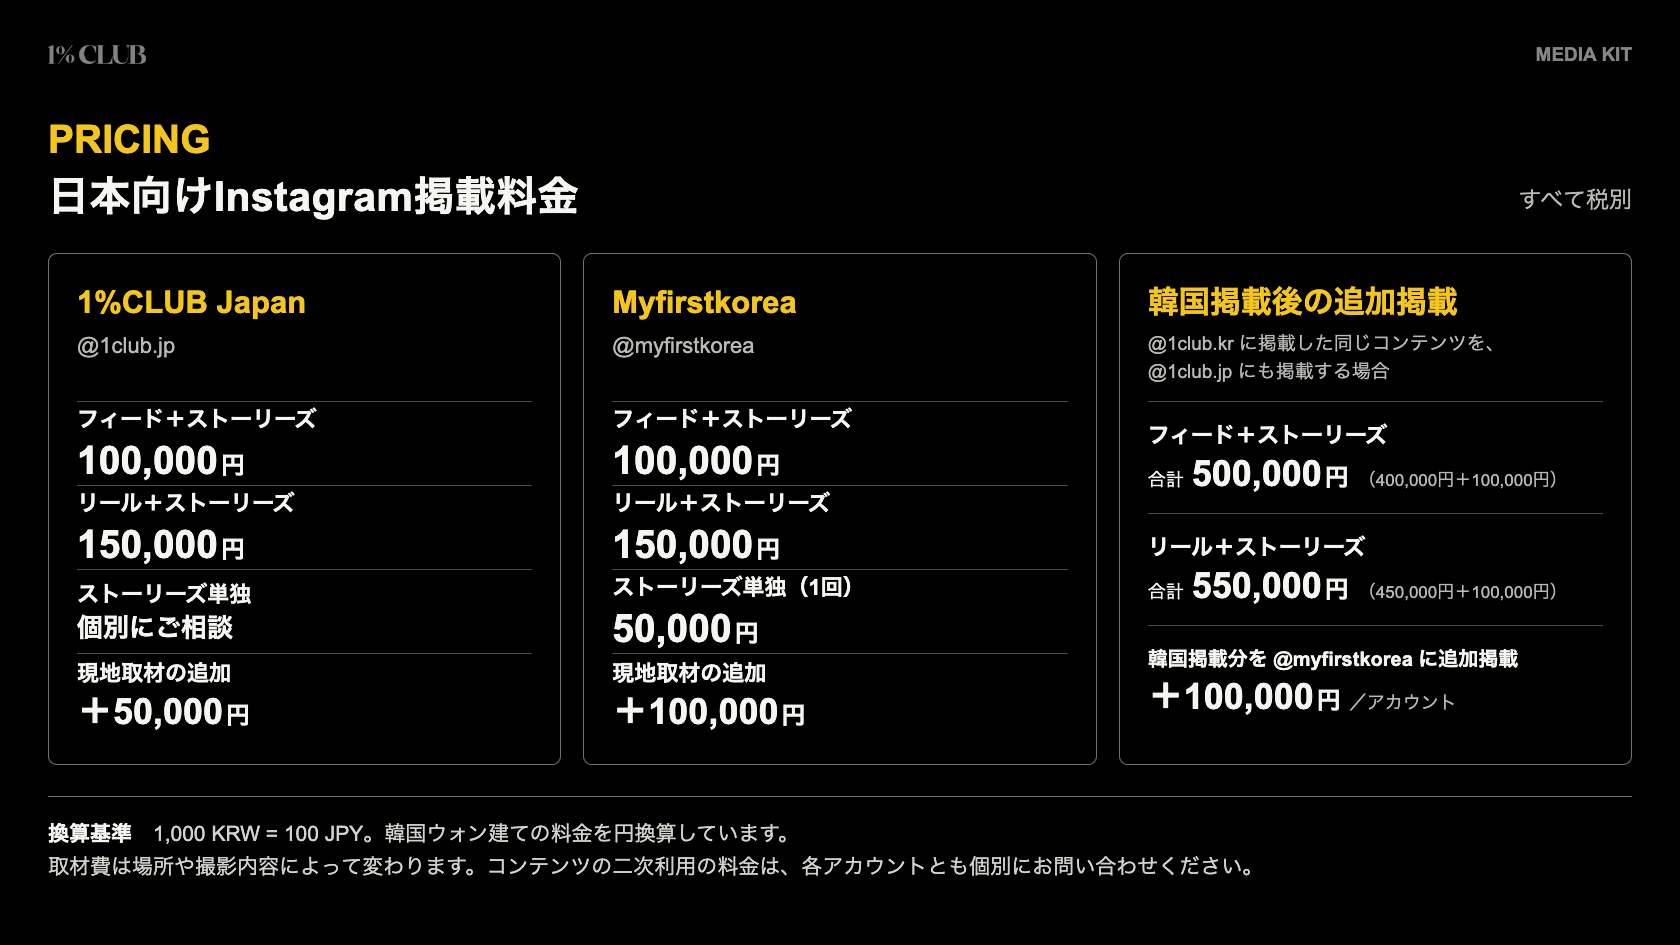 1% CLUB
MEDIA KIT
PRICING
日本向けInstagram掲載料金
すべて税別
1%CLUB Japan
@1club.jp
フィード＋ストーリーズ
100,000円
リール＋ストーリーズ
150,000円
ストーリーズ単独
個別にご相談
現地取材の追加
＋50,000円
Myfirstkorea
@myfirstkorea
フィード＋ストーリーズ
100,000円
リール＋ストーリーズ
150,000円
ストーリーズ単独（1回）
50,000円
現地取材の追加
＋100,000円
韓国掲載後の追加掲載
@1club.kr に掲載した同じコンテンツを、
@1club.jp にも掲載する場合
フィード＋ストーリーズ
合計 500,000円 （400,000円＋100,000円）
リール＋ストーリーズ
合計 550,000円 （450,000円＋100,000円）
韓国掲載分を @myfirstkorea に追加掲載
＋100,000円 ／アカウント
換算基準 1,000 KRW = 100 JPY。韓国ウォン建ての料金を円換算しています。
取材費は場所や撮影内容によって変わります。コンテンツの二次利用の料金は、各アカウントとも個別にお問い合わせください。